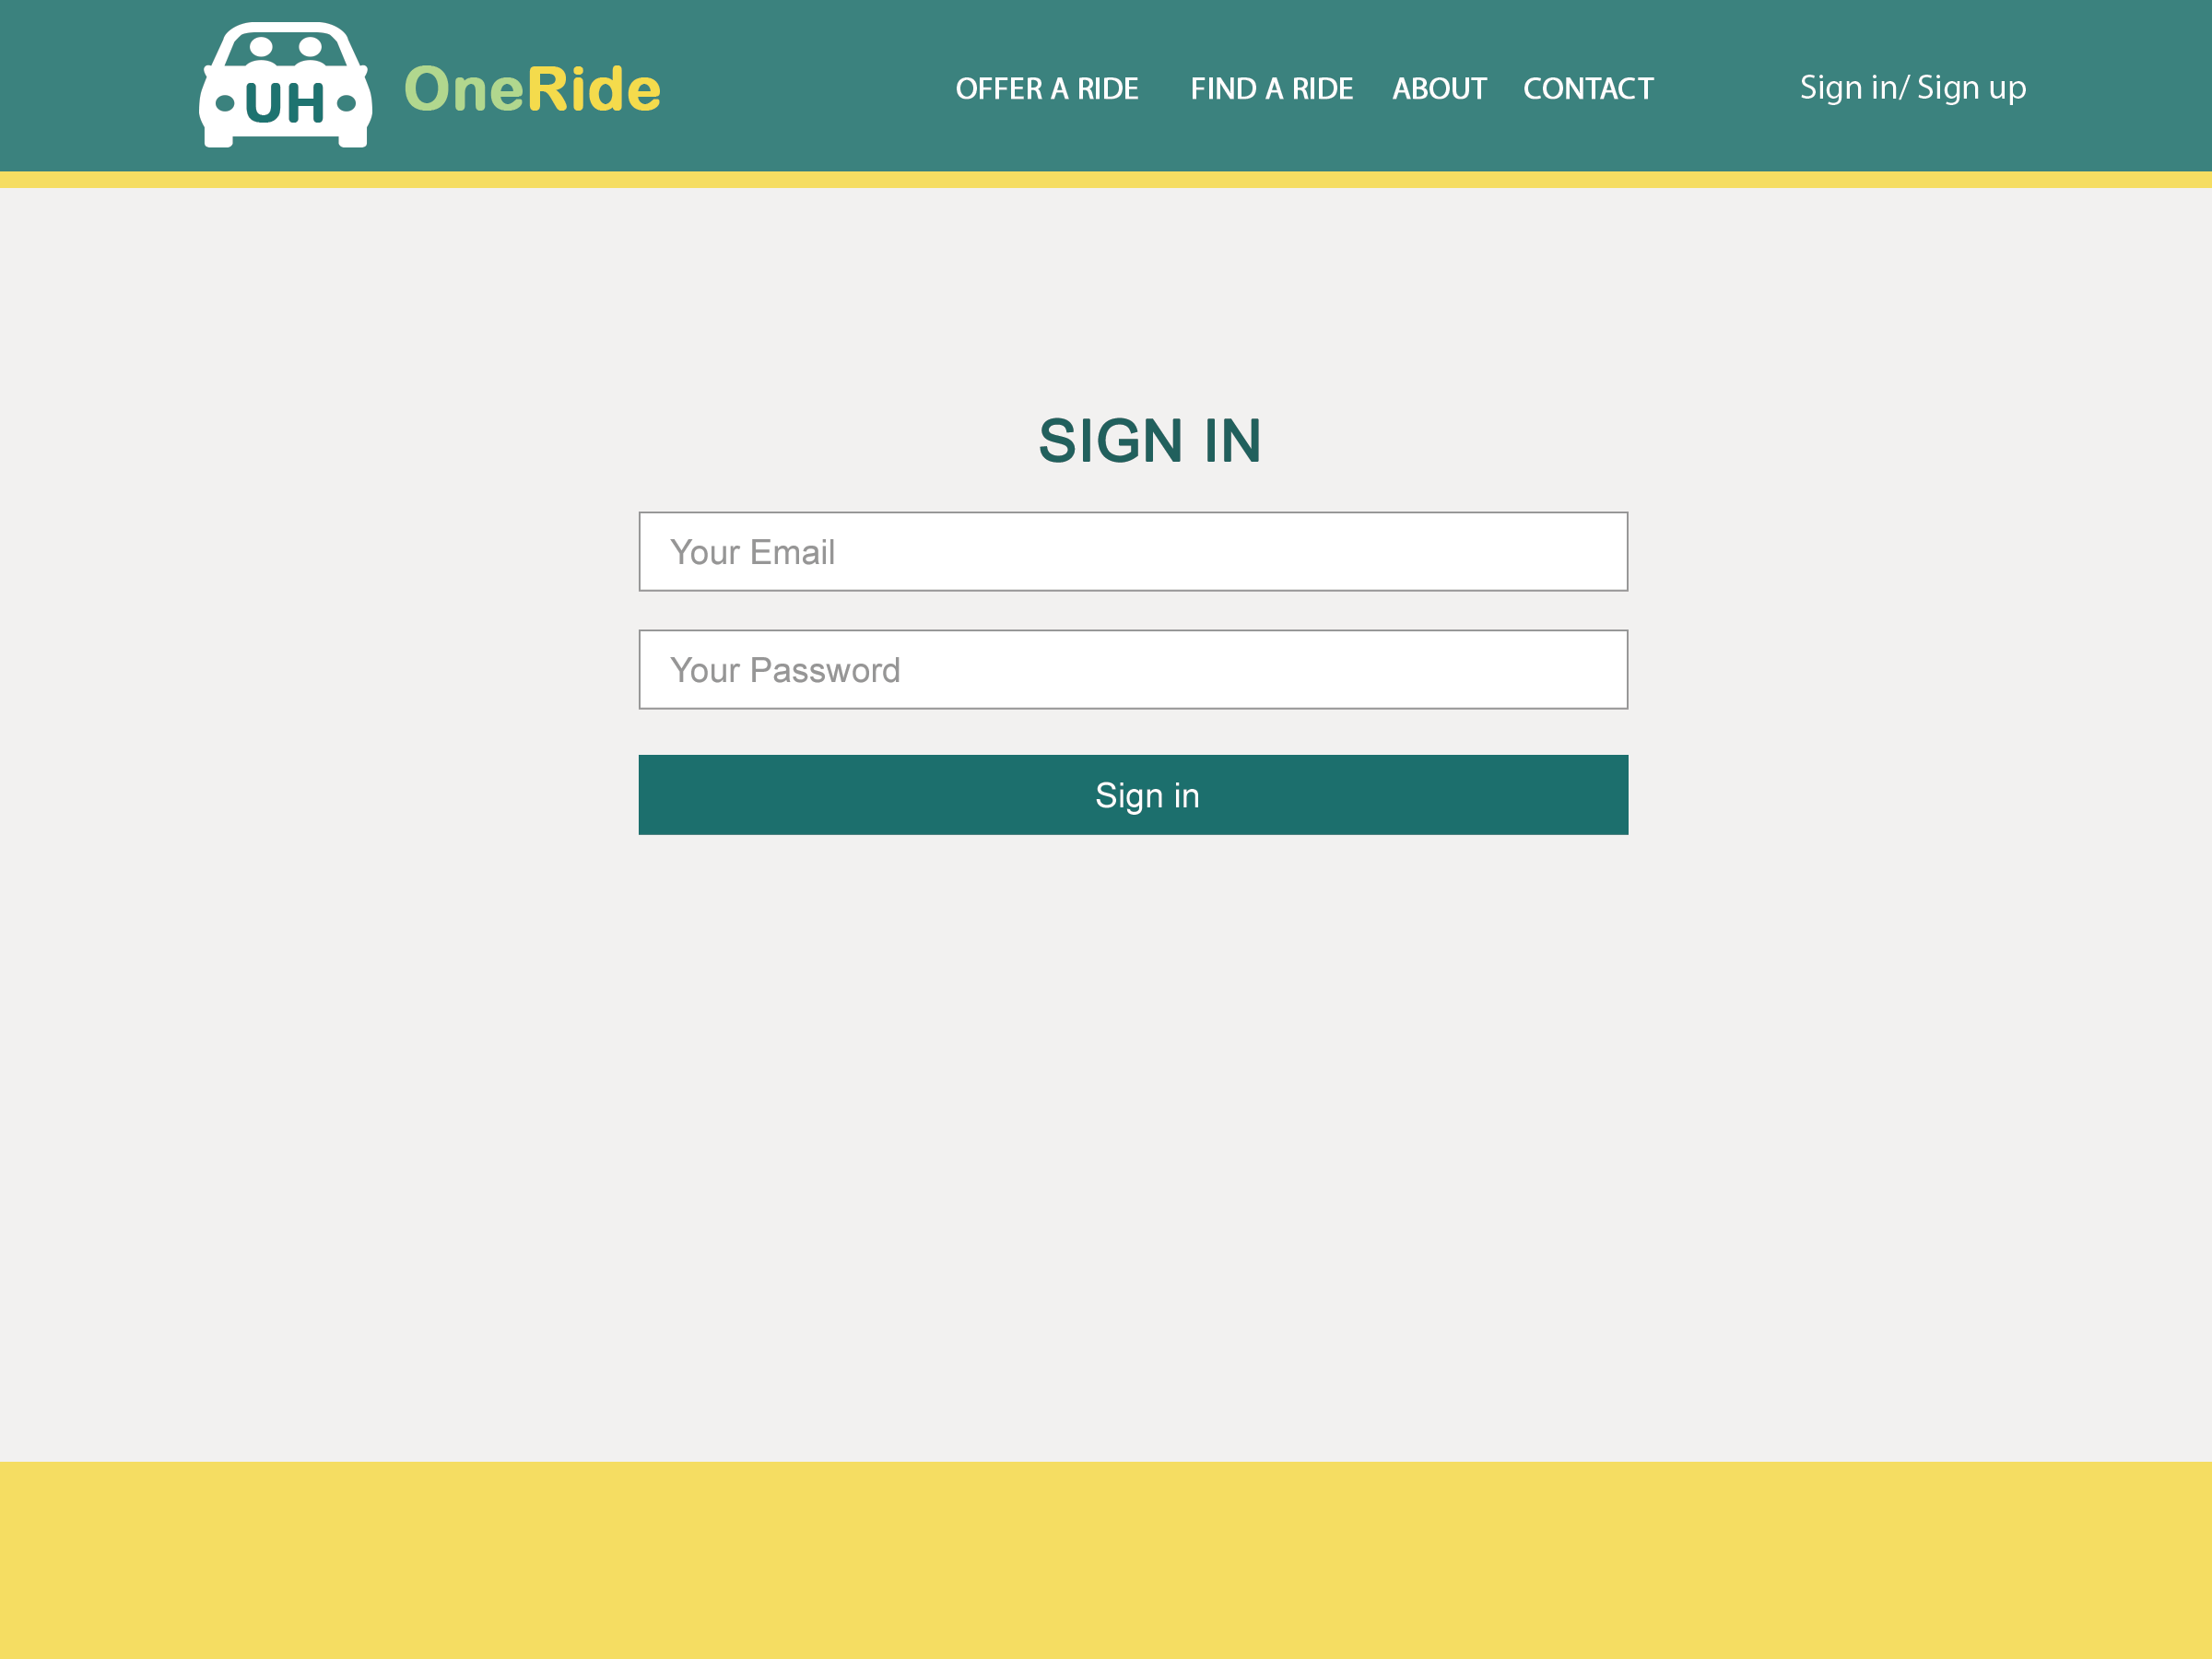 UH
OneRide
OFFER A RIDE FIND A RIDE ABOUT CONTACT Sign in/ Sign up
SIGN IN
Your Email
Your Password
Sign in